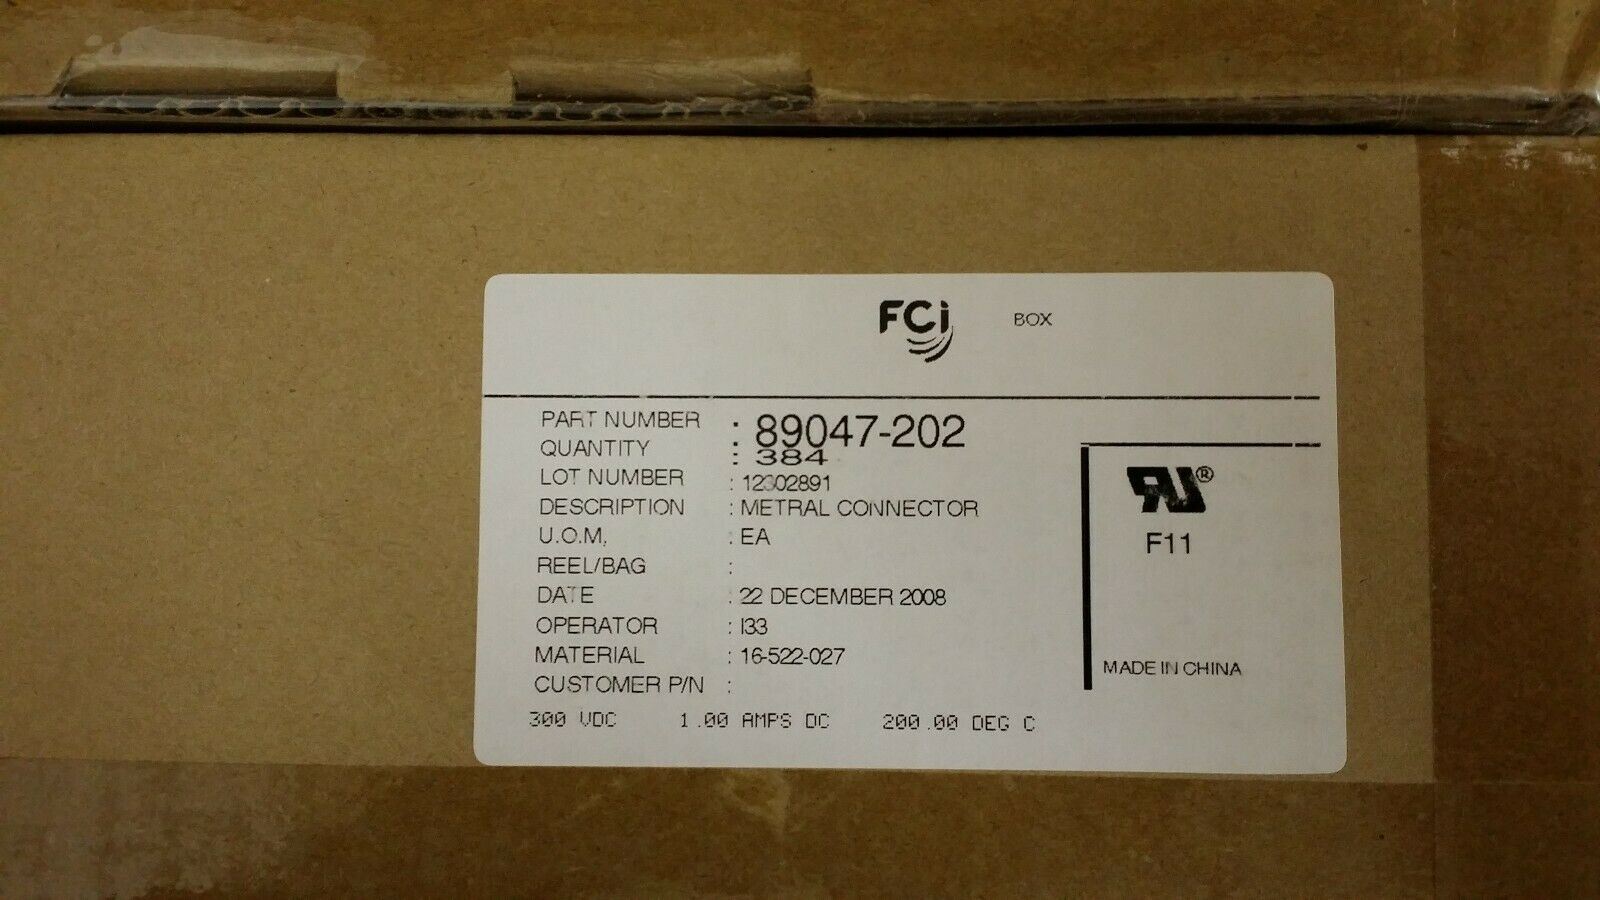 FCi BOX
PART NUMBER : 89047-202
QUANTITY : 384
LOT NUMBER : 12302891
DESCRIPTION : METRAL CONNECTOR
U.O.M. : EA
REEL/BAG :
DATE : 22 DECEMBER 2008
OPERATOR : I33
MATERIAL : 16-522-027
CUSTOMER P/N :
300 VDC 1.00 AMPS DC 200.00 DEG C
RU®
F11
MADE IN CHINA